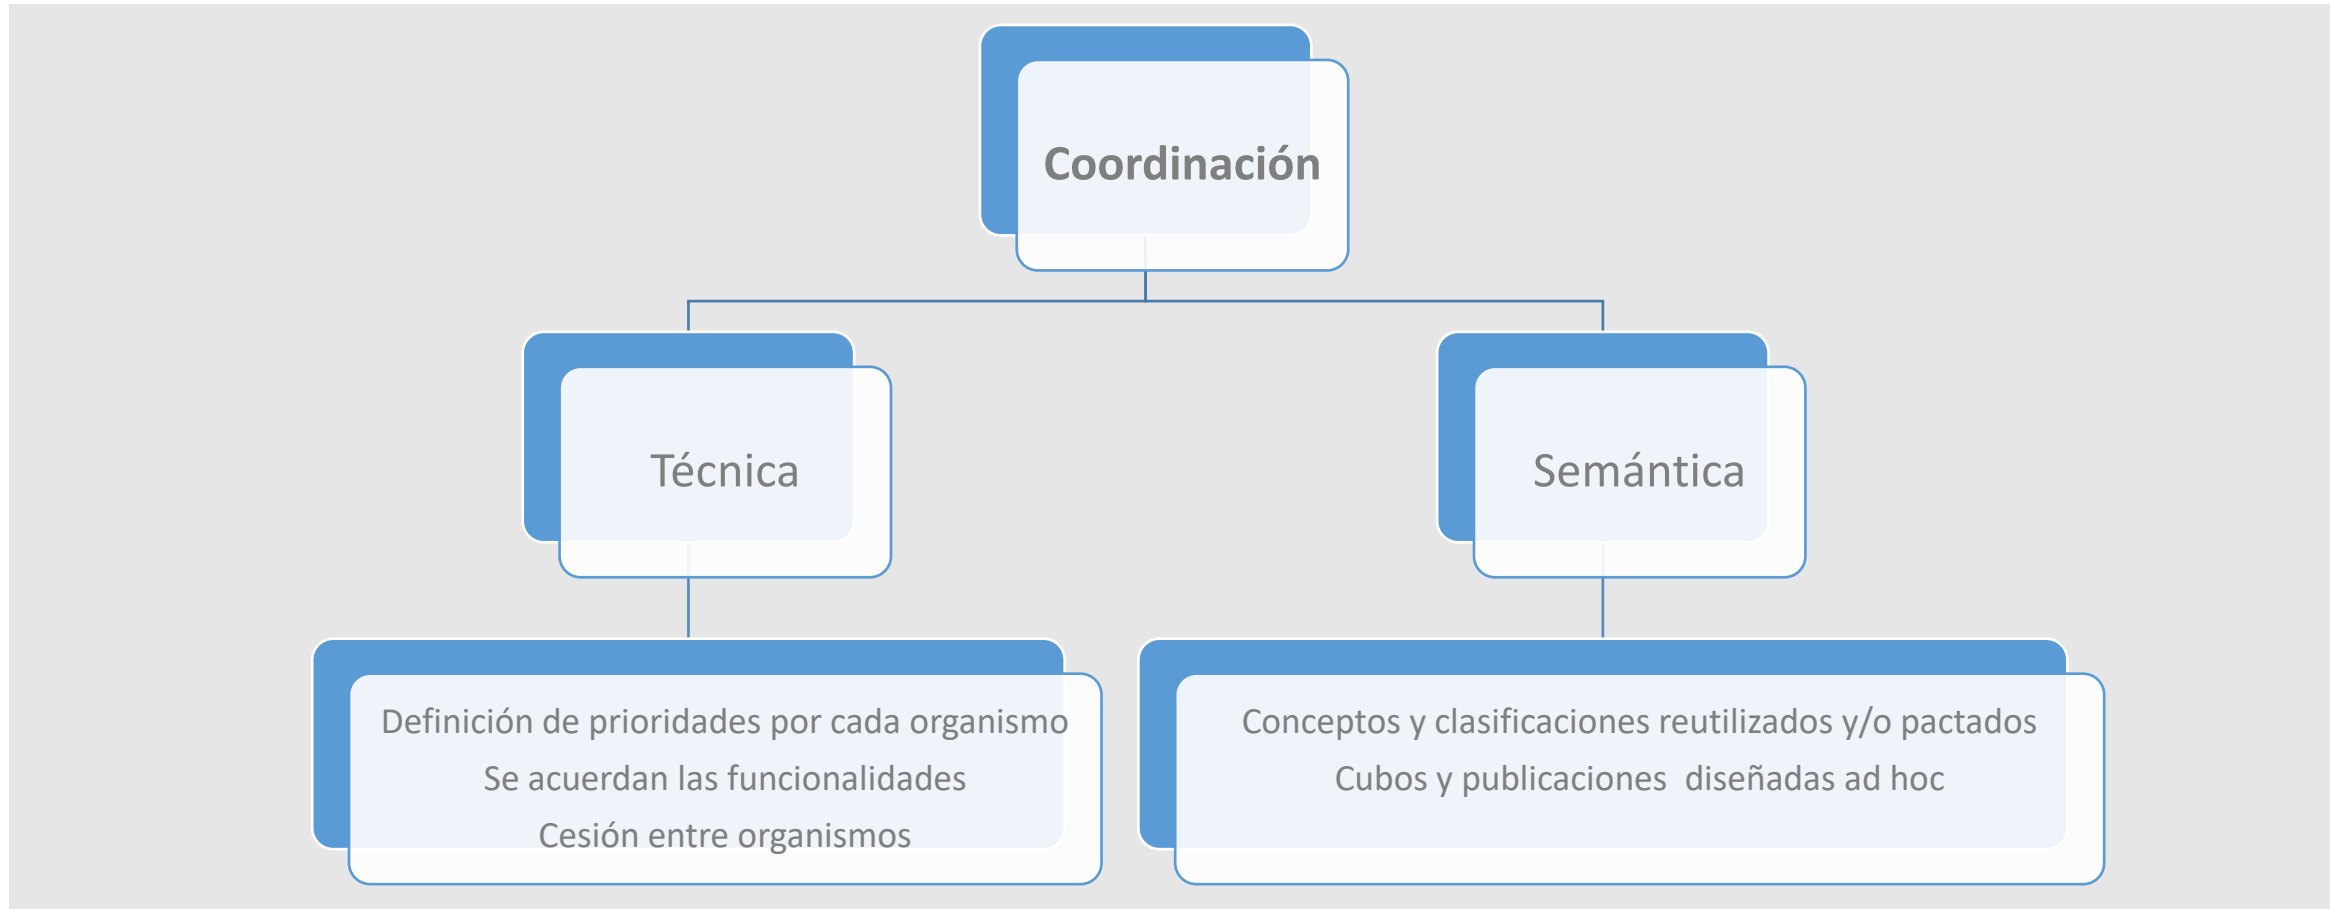 Coordinación
Técnica
Semántica
Definición de prioridades por cada organismo
Se acuerdan las funcionalidades
Cesión entre organismos
Conceptos y clasificaciones reutilizados y/o pactados
Cubos y publicaciones  diseñadas ad hoc